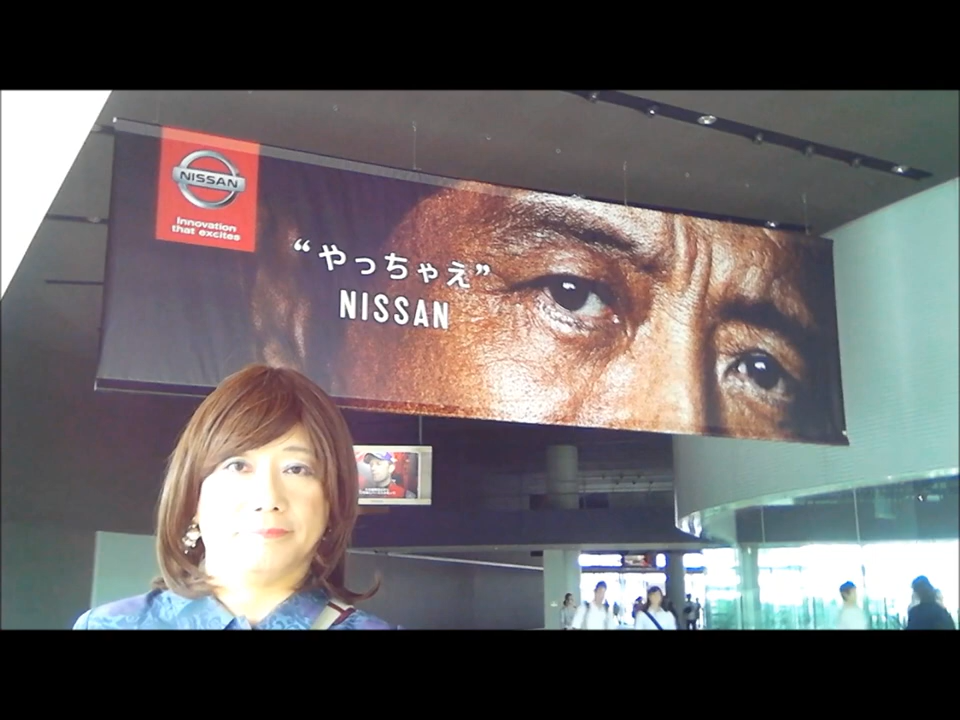 NISSAN
Innovation
that excites
“やっちゃえ”
NISSAN